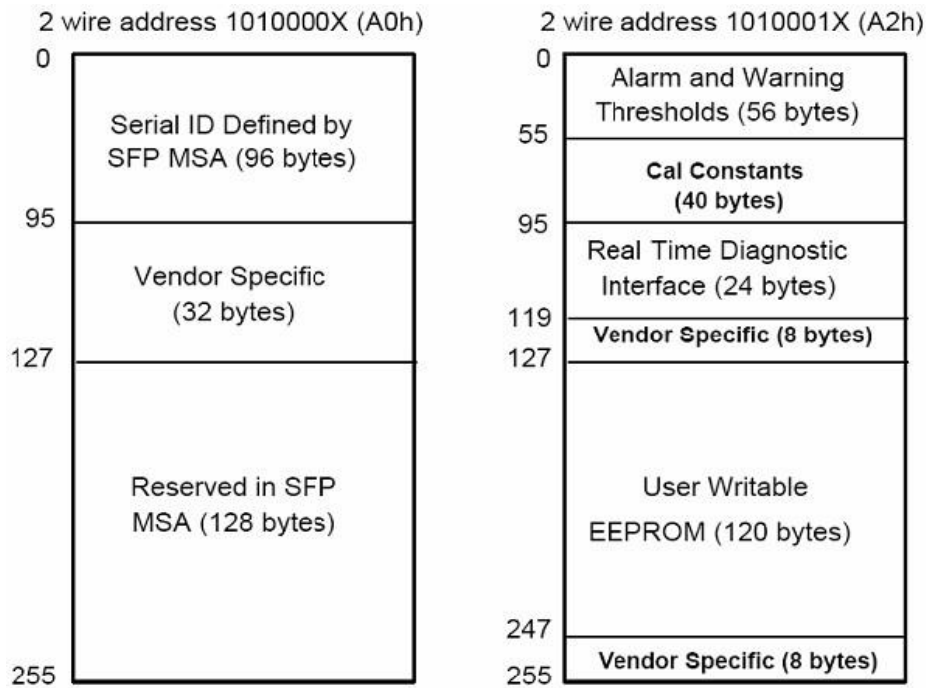 2 wire address 1010000X (A0h)
0
Serial ID Defined by
SFP MSA (96 bytes)
95
Vendor Specific
(32 bytes)
127
Reserved in SFP
MSA (128 bytes)
255
2 wire address 1010001X (A2h)
0
Alarm and Warning
Thresholds (56 bytes)
55
Cal Constants
(40 bytes)
95
Real Time Diagnostic
Interface (24 bytes)
119
Vendor Specific (8 bytes)
127
User Writable
EEPROM (120 bytes)
247
Vendor Specific (8 bytes)
255